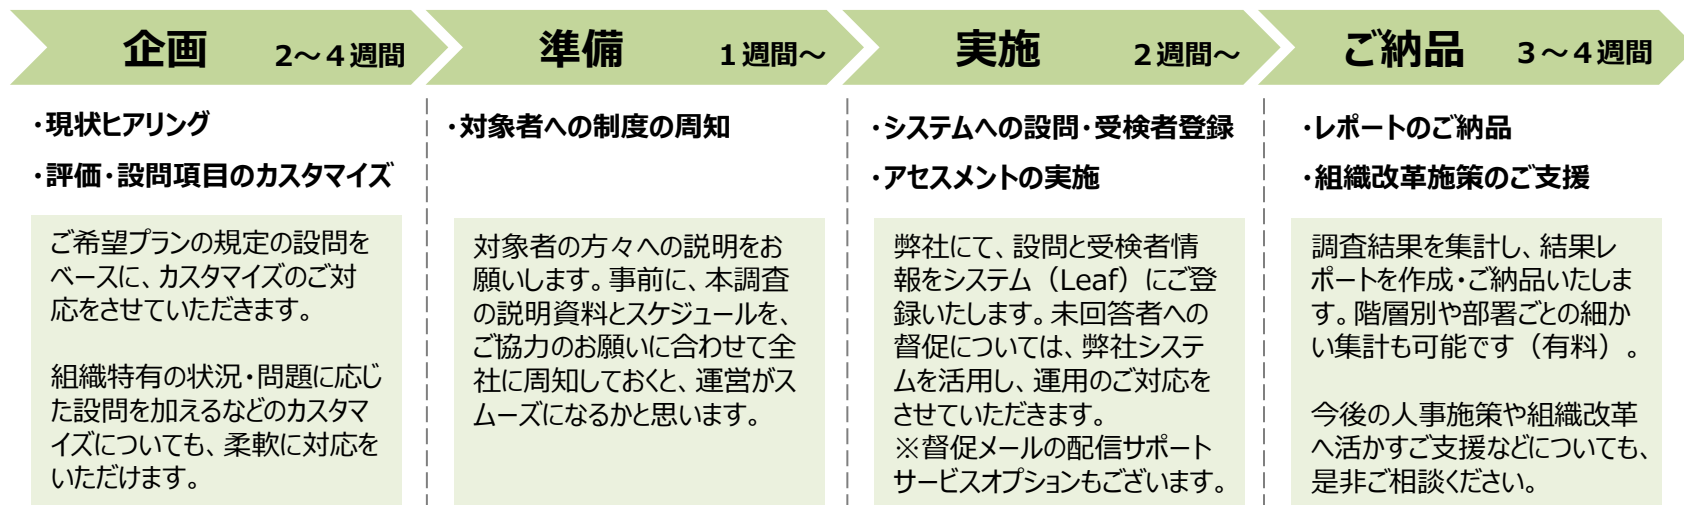 企画 2～4週間
・現状ヒアリング
・評価・設問項目のカスタマイズ
ご希望プランの規定の設問を
ベースに、カスタマイズのご対
応をさせていただきます。
組織特有の状況・問題に応じ
た設問を加えるなどのカスタマ
イズについても、柔軟に対応を
いただけます。
準備 1週間～
・対象者への制度の周知
対象者の方々への説明をお
願いします。事前に、本調査
の説明資料とスケジュールを、
ご協力のお願いに合わせて全
社に周知しておくと、運営がス
ムーズになるかと思います。
実施 2週間～
・システムへの設問・受検者登録
・アセスメントの実施
弊社にて、設問と受検者情
報をシステム（Leaf）にご登
録いたします。未回答者への
督促については、弊社システ
ムを活用し、運用のご対応を
させていただきます。
※督促メールの配信サポート
サービスオプションもございます。
ご納品 3～4週間
・レポートのご納品
・組織改革施策のご支援
調査結果を集計し、結果レ
ポートを作成・ご納品いたしま
す。階層別や部署ごとの細か
い集計も可能です（有料）。
今後の人事施策や組織改革
へ活かすご支援などについても、
是非ご相談ください。